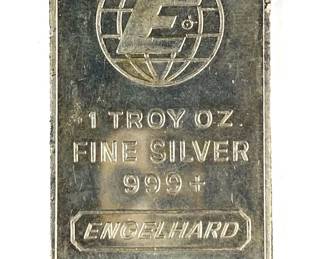 E
1 TROY OZ.
FINE SILVER
999+
ENGELHARD